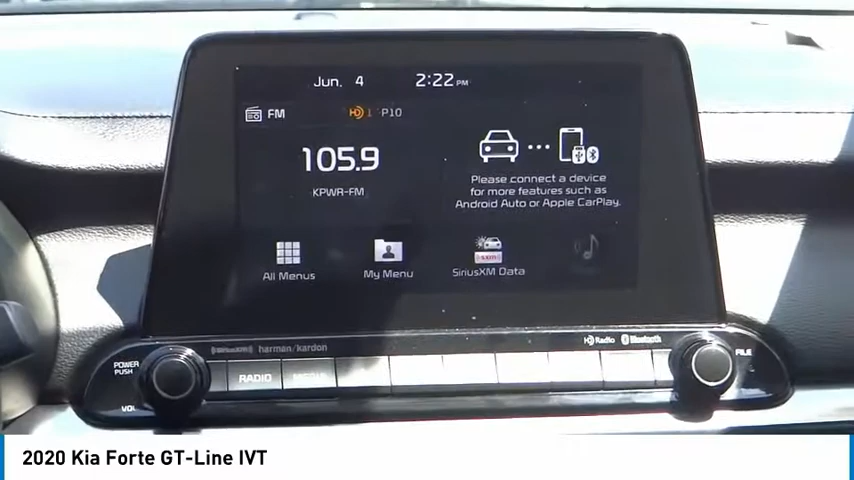 Jun. 4 2:22 PM
FM HD 1 P10
105.9
KPWR-FM
Please connect a device
for more features such as
Android Auto or Apple CarPlay.
All Menus My Menu SiriusXM Data
((SiriusXM)) harman/kardon HD Radio Bluetooth
POWER
PUSH
RADIO MEDIA FILE
VOL
2020 Kia Forte GT-Line IVT